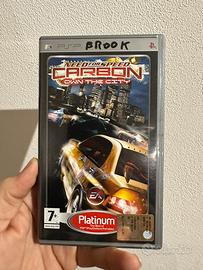 PSP BROOK
NEED FOR SPEED
CARBON
OWN THE CITY
EA
7+
Platinum